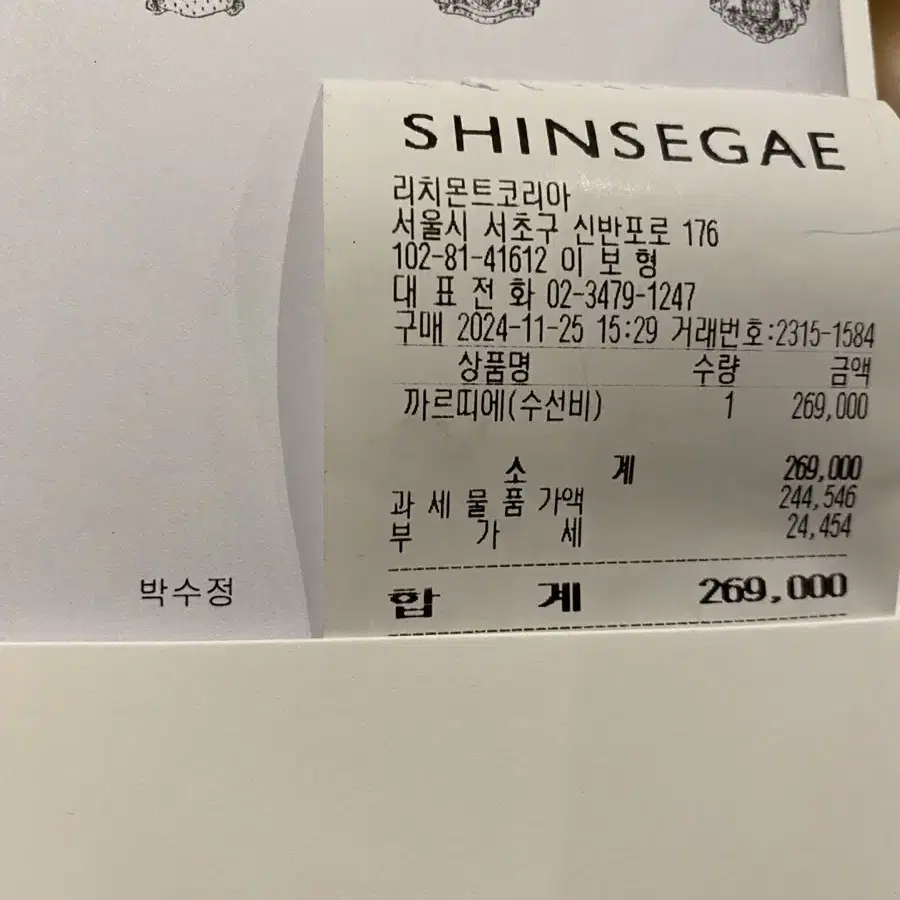 SHINSEGAE
리치몬트코리아
서울시 서초구 신반포로 176
102-81-41612 이 보 형
대 표 전 화 02-3479-1247
구매 2024-11-25 15:29 거래번호:2315-1584
상품명 수량 금액
까르띠에(수선비) 1 269,000
소 계 269,000
과 세 물 품 가액 244,546
부 가 세 24,454
합 계 269,000
박수정